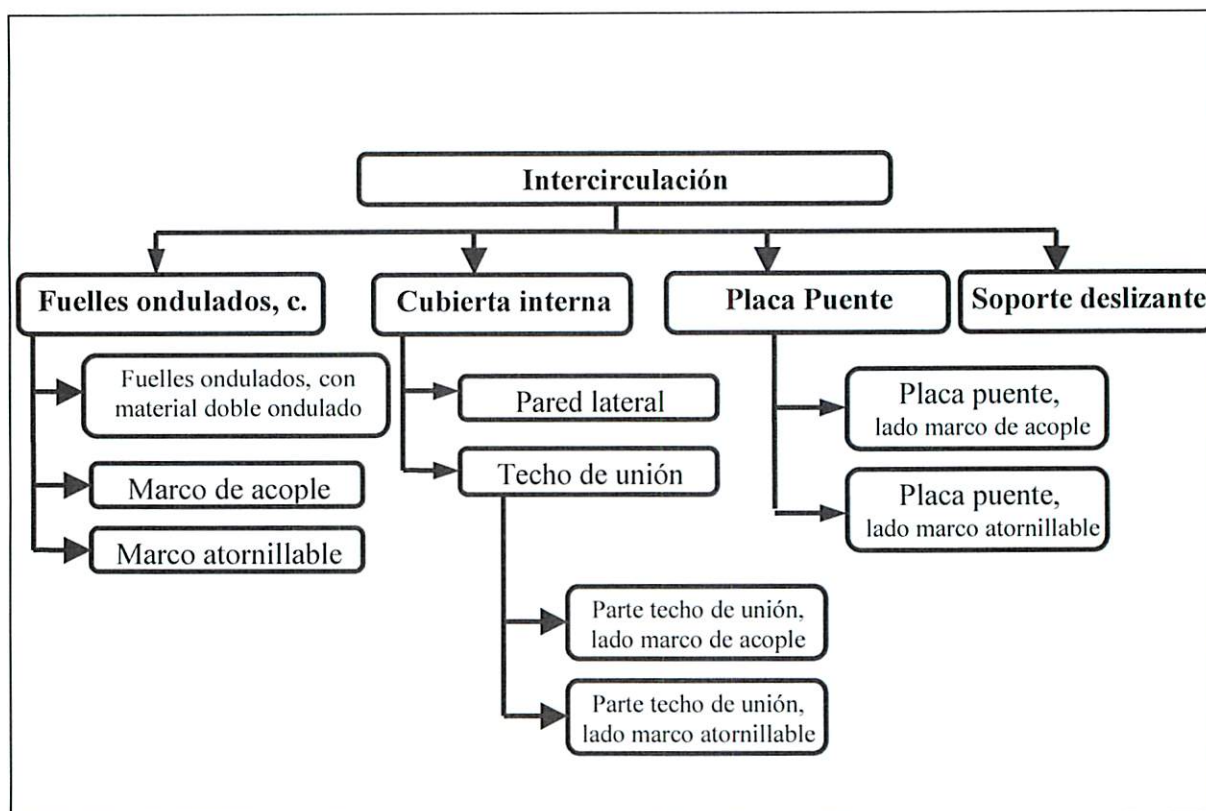 Intercirculación
Fuelles ondulados, c.
Cubierta interna
Placa Puente
Soporte deslizante
Fuelles ondulados, con
material doble ondulado
Marco de acople
Marco atornillable
Pared lateral
Techo de unión
Parte techo de unión,
lado marco de acople
Parte techo de unión,
lado marco atornillable
Placa puente,
lado marco de acople
Placa puente,
lado marco atornillable